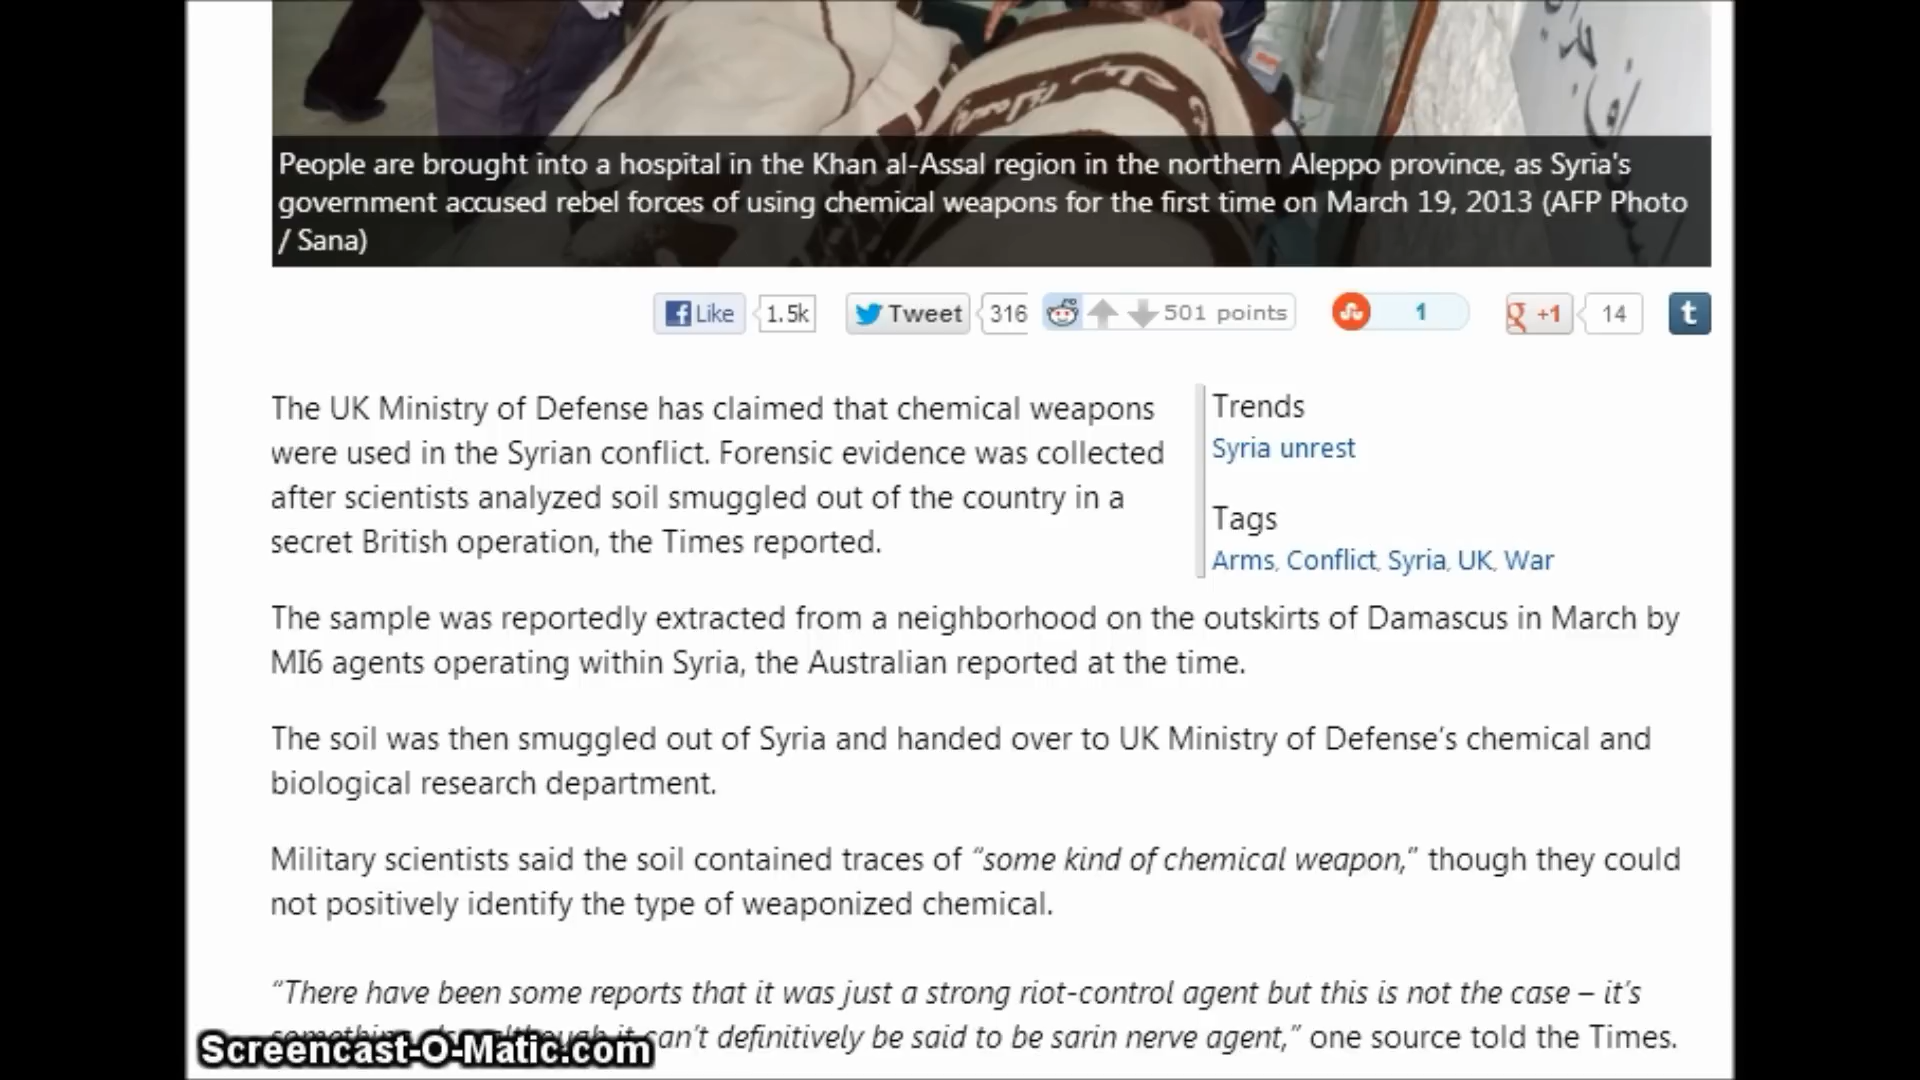 People are brought into a hospital in the Khan al-Assal region in the northern Aleppo province, as Syria's
government accused rebel forces of using chemical weapons for the first time on March 19, 2013 (AFP Photo
/ Sana)
Like 1.5k Tweet 316 501 points 1 +1 14 t
The UK Ministry of Defense has claimed that chemical weapons
were used in the Syrian conflict. Forensic evidence was collected
after scientists analyzed soil smuggled out of the country in a
secret British operation, the Times reported.
Trends
Syria unrest
Tags
Arms, Conflict, Syria, UK, War
The sample was reportedly extracted from a neighborhood on the outskirts of Damascus in March by
MI6 agents operating within Syria, the Australian reported at the time.
The soil was then smuggled out of Syria and handed over to UK Ministry of Defense’s chemical and
biological research department.
Military scientists said the soil contained traces of “some kind of chemical weapon,” though they could
not positively identify the type of weaponized chemical.
“There have been some reports that it was just a strong riot-control agent but this is not the case – it’s
can’t definitively be said to be sarin nerve agent,” one source told the Times.
Screencast-O-Matic.com